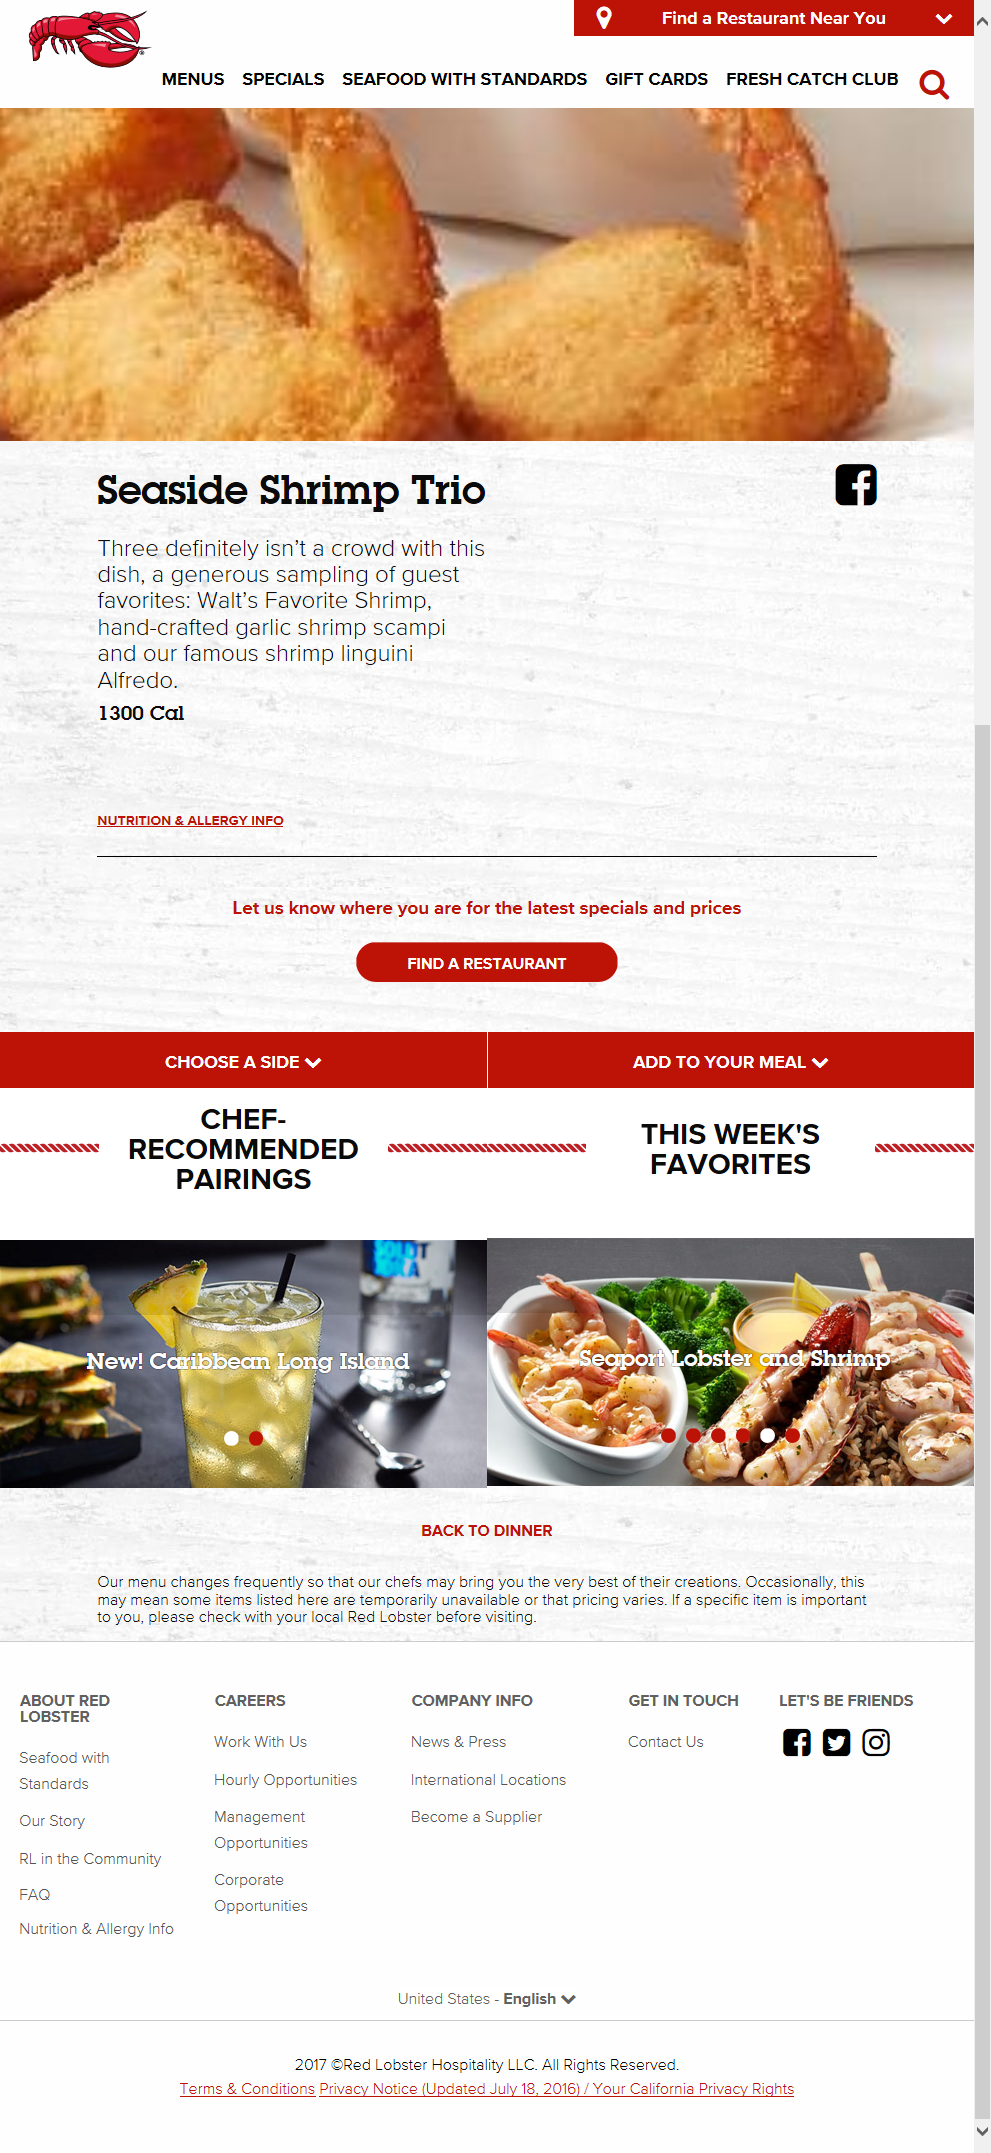 Find a Restaurant Near You
MENUS SPECIALS SEAFOOD WITH STANDARDS GIFT CARDS FRESH CATCH CLUB
Seaside Shrimp Trio
Three definitely isn't a crowd with this
dish, a generous sampling of guest
favorites: Walt's Favorite Shrimp,
hand-crafted garlic shrimp scampi
and our famous shrimp linguini
Alfredo.
1300 Cal
NUTRITION & ALLERGY INFO
Let us know where you are for the latest specials and prices
FIND A RESTAURANT
CHOOSE A SIDE
ADD TO YOUR MEAL
CHEF-
RECOMMENDED
PAIRINGS
THIS WEEK'S
FAVORITES
New! Caribbean Long Island
Seaport Lobster and Shrimp
BACK TO DINNER
Our menu changes frequently so that our chefs may bring you the very best of their creations. Occasionally, this
may mean some items listed here are temporarily unavailable or that pricing varies. If a specific item is important
to you, please check with your local Red Lobster before visiting.
ABOUT RED
LOBSTER
Seafood with
Standards
Our Story
RL in the Community
FAQ
Nutrition & Allergy Info
CAREERS
Work With Us
Hourly Opportunities
Management
Opportunities
Corporate
Opportunities
COMPANY INFO
News & Press
International Locations
Become a Supplier
GET IN TOUCH
Contact Us
LET'S BE FRIENDS
United States - English
2017 ©Red Lobster Hospitality LLC. All Rights Reserved.
Terms & Conditions Privacy Notice (Updated July 18, 2016) / Your California Privacy Rights